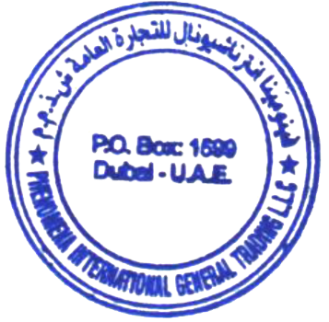 فينومينا انترناشيونال للتجارة العامة ش.ذ.م.م
P.O. Box: 1699
Dubai - U.A.E.
★ PHENOMENA INTERNATIONAL GENERAL TRADING L.L.C ★